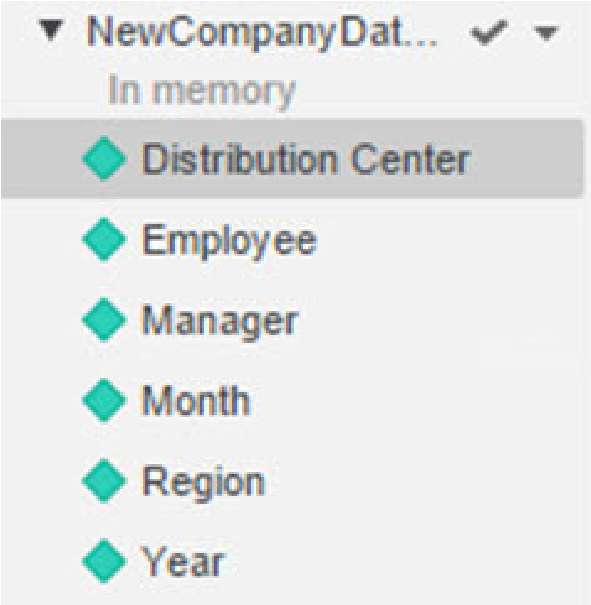 NewCompanyDat...
In memory
Distribution Center
Employee
Manager
Month
Region
Year